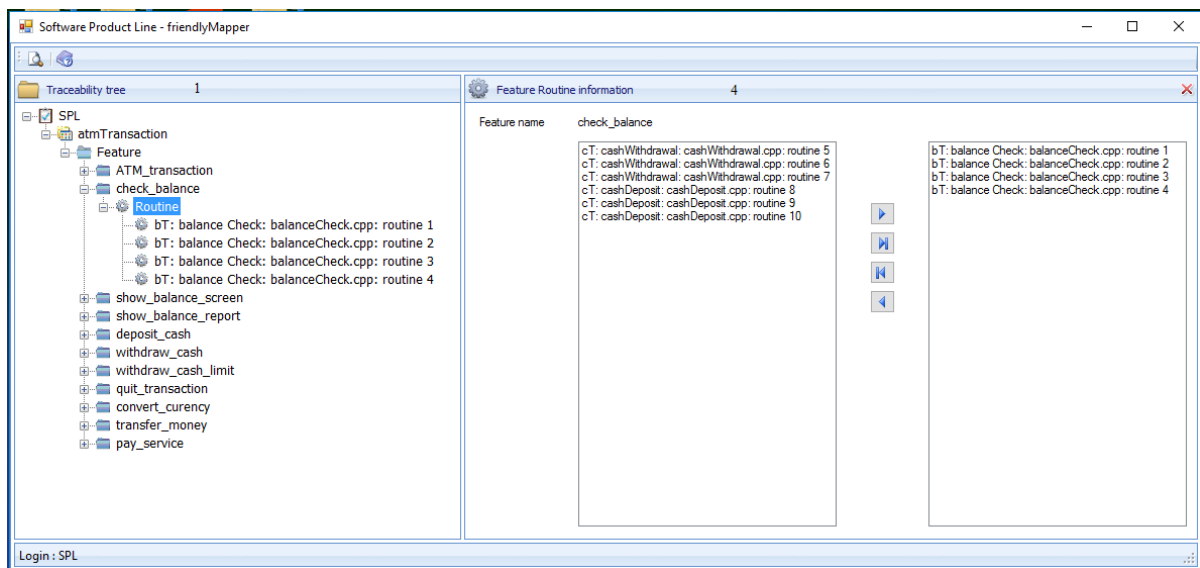 Software Product Line - friendlyMapper
Traceability tree 1
SPL
atmTransaction
Feature
ATM_transaction
check_balance
Routine
bT: balance Check: balanceCheck.cpp: routine 1
bT: balance Check: balanceCheck.cpp: routine 2
bT: balance Check: balanceCheck.cpp: routine 3
bT: balance Check: balanceCheck.cpp: routine 4
show_balance_screen
show_balance_report
deposit_cash
withdraw_cash
withdraw_cash_limit
quit_transaction
convert_curency
transfer_money
pay_service
Feature Routine information 4
Feature name check_balance
cT: cashWithdrawal: cashWithdrawal.cpp: routine 5
cT: cashWithdrawal: cashWithdrawal.cpp: routine 6
cT: cashWithdrawal: cashWithdrawal.cpp: routine 7
cT: cashDeposit: cashDeposit.cpp: routine 8
cT: cashDeposit: cashDeposit.cpp: routine 9
cT: cashDeposit: cashDeposit.cpp: routine 10
bT: balance Check: balanceCheck.cpp: routine 1
bT: balance Check: balanceCheck.cpp: routine 2
bT: balance Check: balanceCheck.cpp: routine 3
bT: balance Check: balanceCheck.cpp: routine 4
Login : SPL